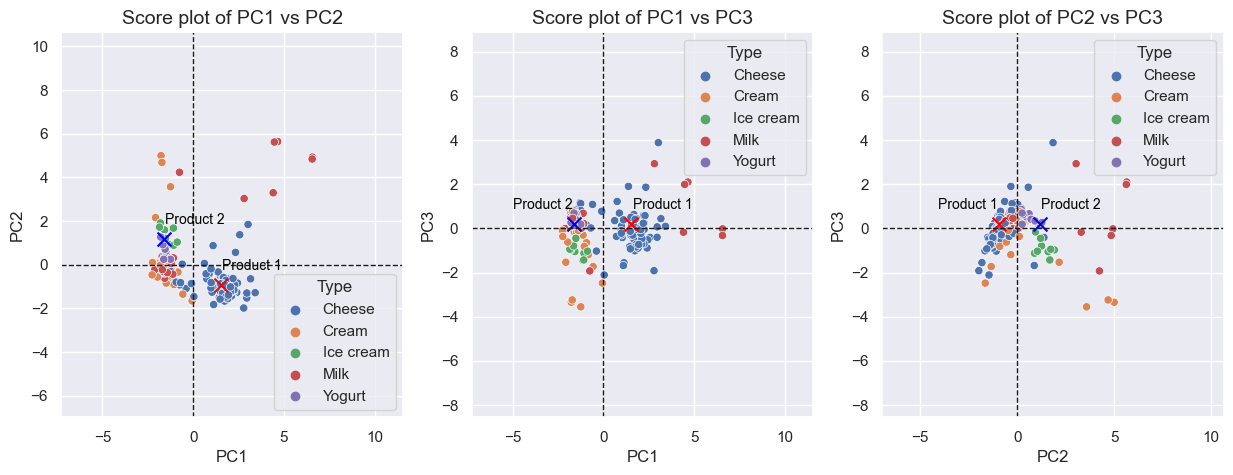 Score plot of PC1 vs PC2
10
8
6
4
2
0
−2
−4
−6
PC2
Product 2
Product 1
Type
Cheese
Cream
Ice cream
Milk
Yogurt
−5
0
5
10
PC1
Score plot of PC1 vs PC3
8
6
4
2
0
−2
−4
−6
−8
PC3
Type
Cheese
Cream
Ice cream
Milk
Yogurt
Product 2
Product 1
−5
0
5
10
PC1
Score plot of PC2 vs PC3
8
6
4
2
0
−2
−4
−6
−8
PC3
Type
Cheese
Cream
Ice cream
Milk
Yogurt
Product 1
Product 2
−5
0
5
10
PC2